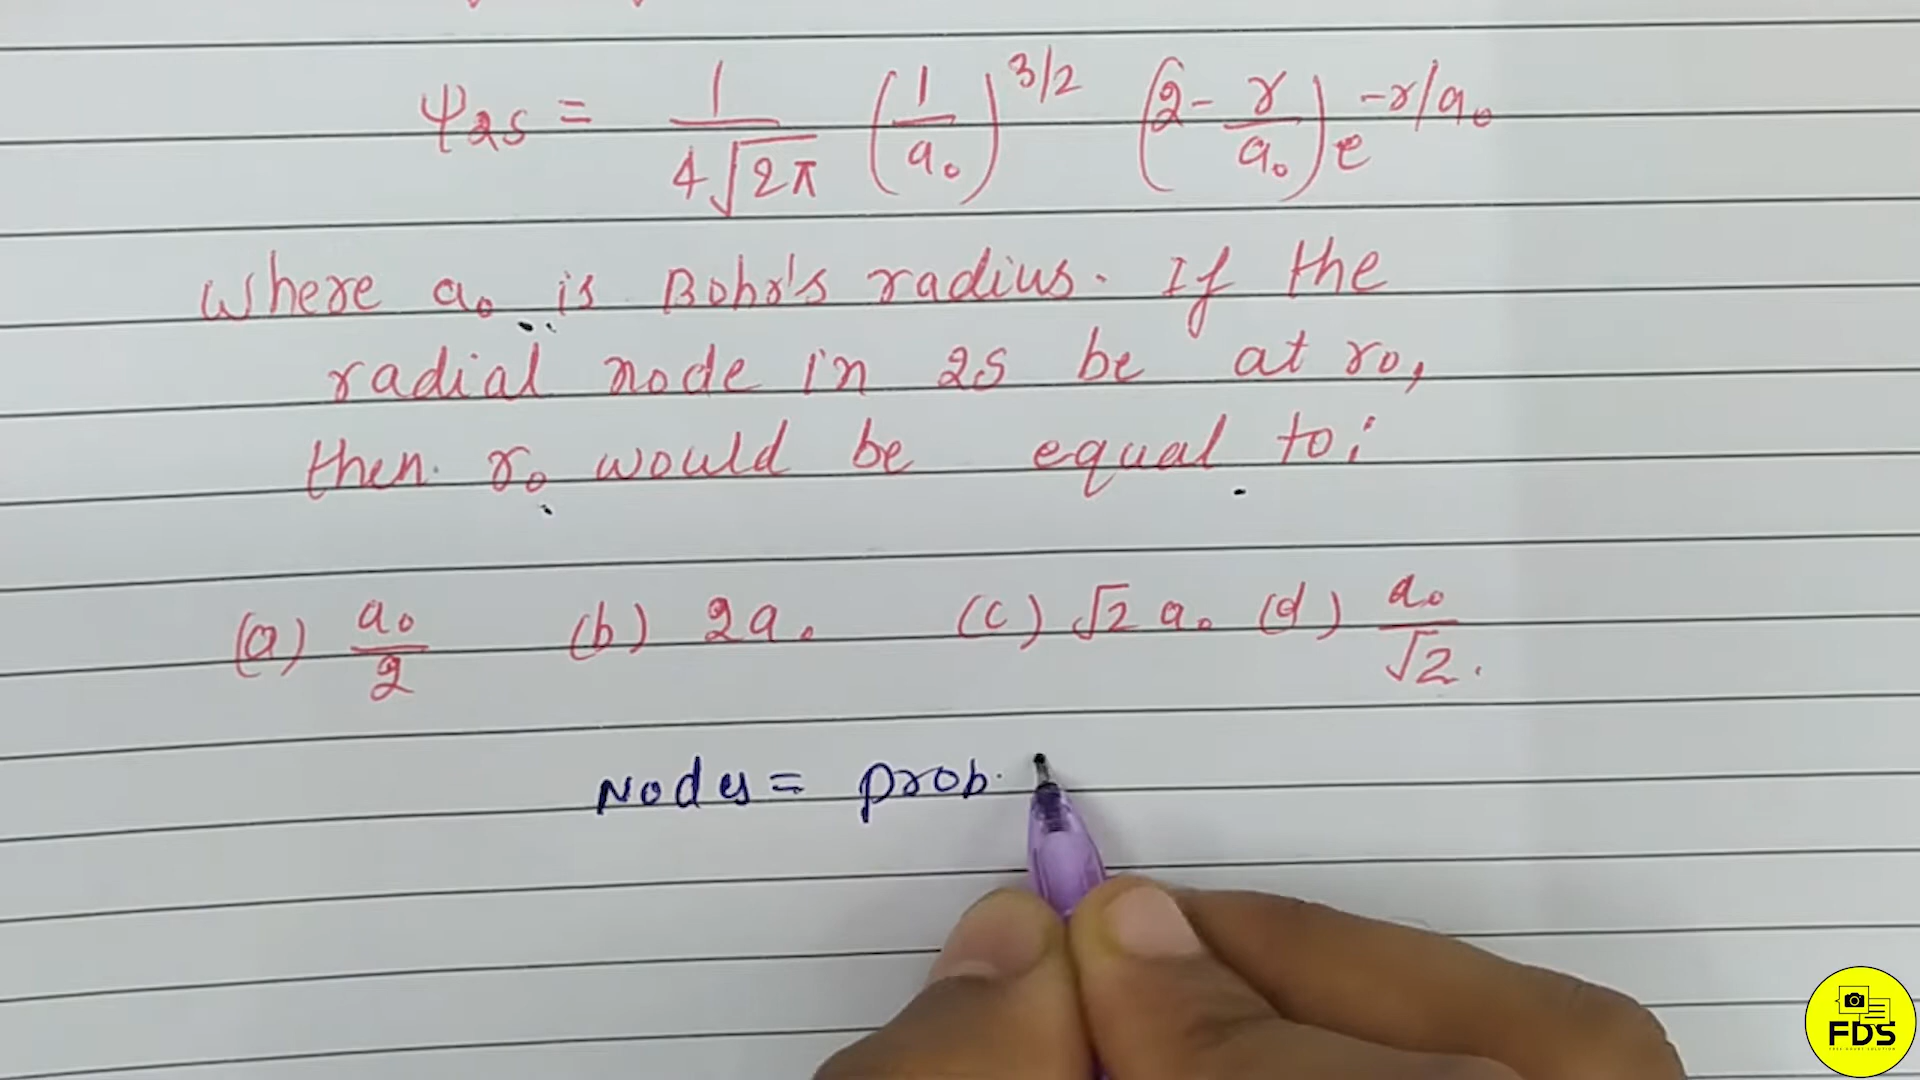 ψ2s = 1/4√2π (1/a₀)^3/2 (2 - r/a₀) e^-r/a₀
where a₀ is Bohr's radius. If the
radial node in 2S be at r₀,
then r₀ would be equal to:
(a) a₀/2 (b) 2a₀ (c) √2 a₀ (d) a₀/√2.
Nodes = prob.
FDS